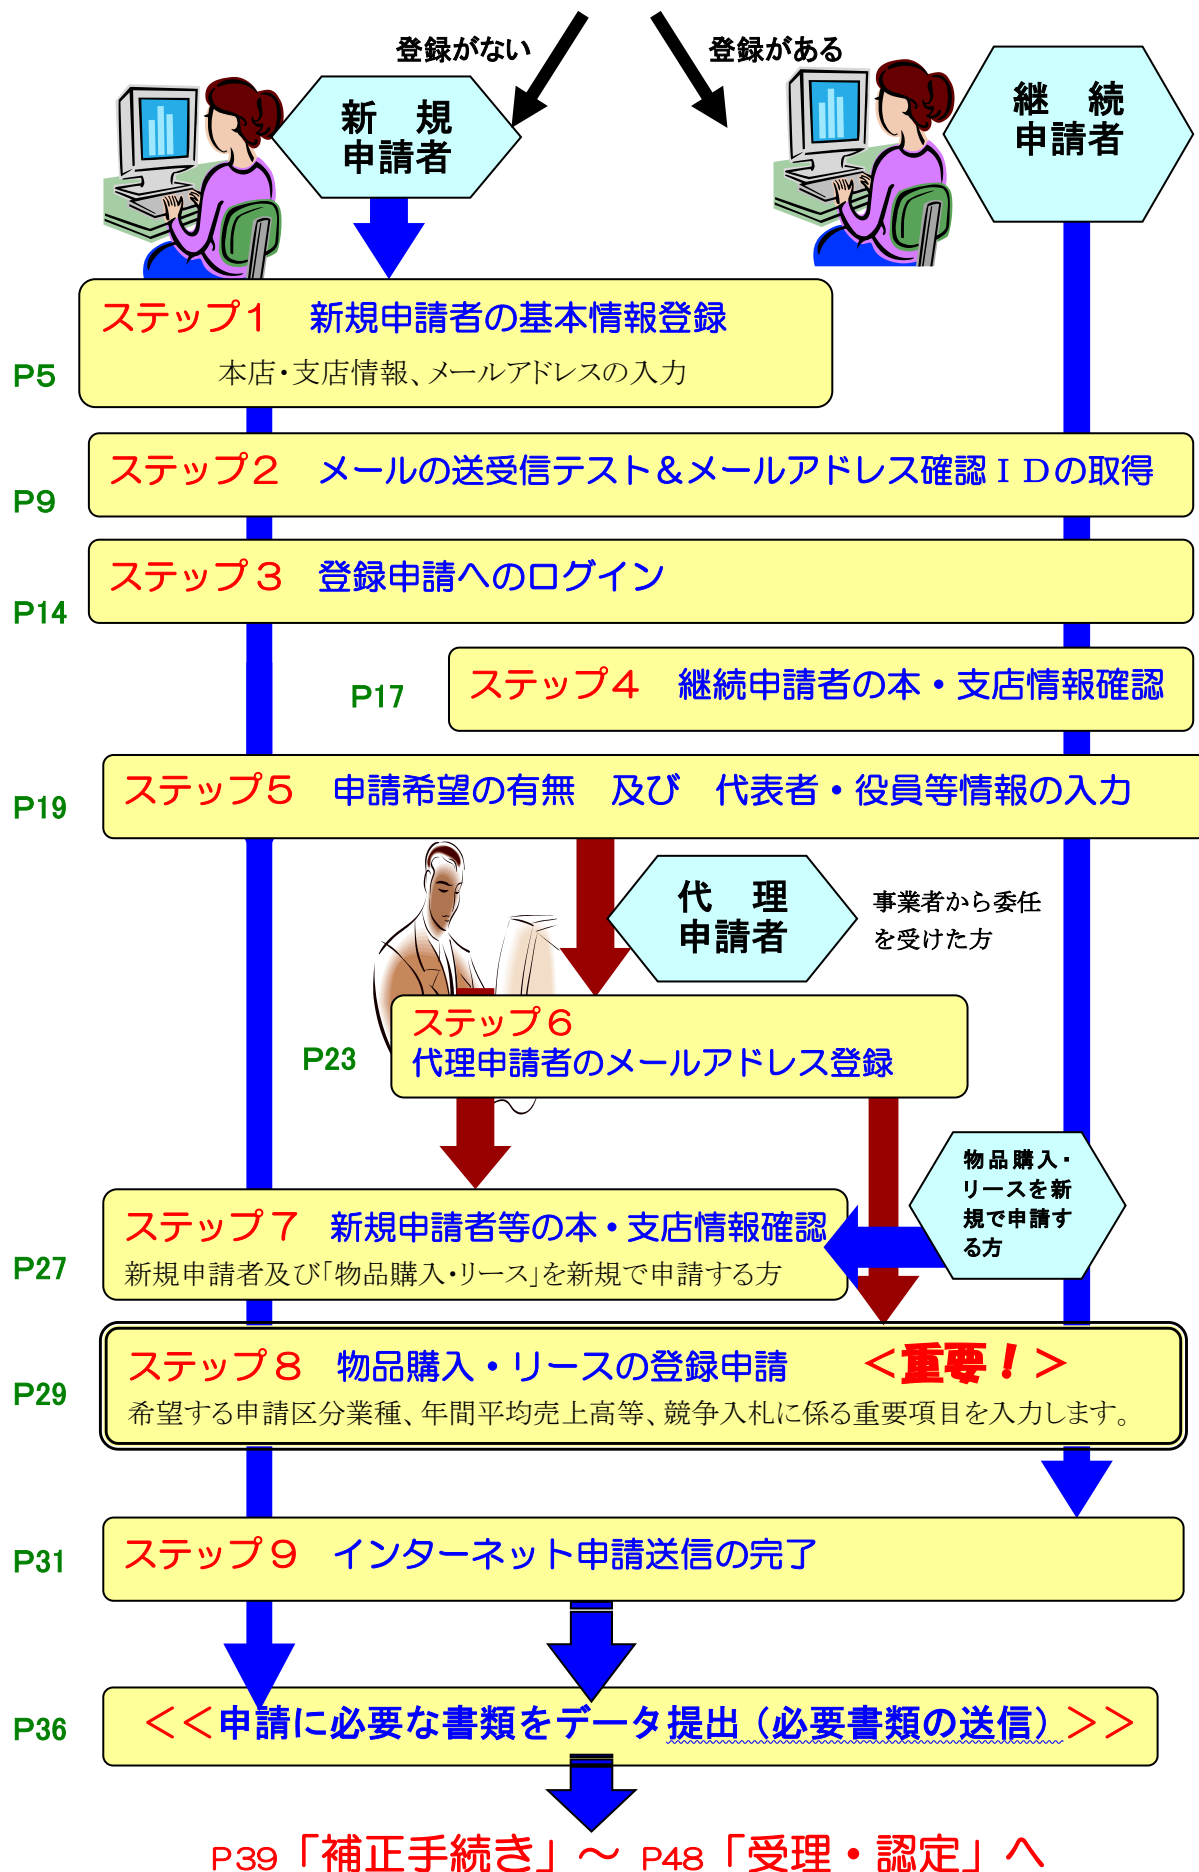 登録がない
登録がある
新　規
申請者
継　続
申請者
ステップ１　新規申請者の基本情報登録
本店・支店情報、メールアドレスの入力
P5
ステップ２　メールの送受信テスト＆メールアドレス確認ＩＤの取得
P9
ステップ３　登録申請へのログイン
P14
ステップ４　継続申請者の本・支店情報確認
P17
ステップ５　申請希望の有無　及び　代表者・役員等情報の入力
P19
代　理
申請者
事業者から委任
を受けた方
ステップ６
代理申請者のメールアドレス登録
P23
物品購入・
リースを新
規で申請す
る方
ステップ７　新規申請者等の本・支店情報確認
新規申請者及び「物品購入・リース」を新規で申請する方
P27
ステップ８　物品購入・リースの登録申請　＜重要！＞
希望する申請区分業種、年間平均売上高等、競争入札に係る重要項目を入力します。
P29
ステップ９　インターネット申請送信の完了
P31
＜＜申請に必要な書類をデータ提出（必要書類の送信）＞＞
P36
P39「補正手続き」～ P48「受理・認定」へ